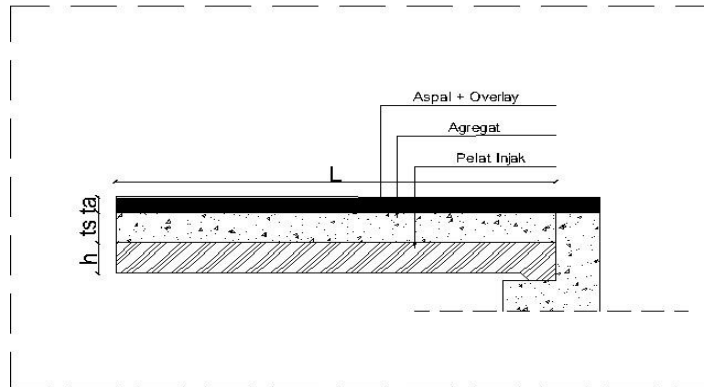 Aspal + Overlay
Agregat
Pelat Injak
L
ta
ts
h